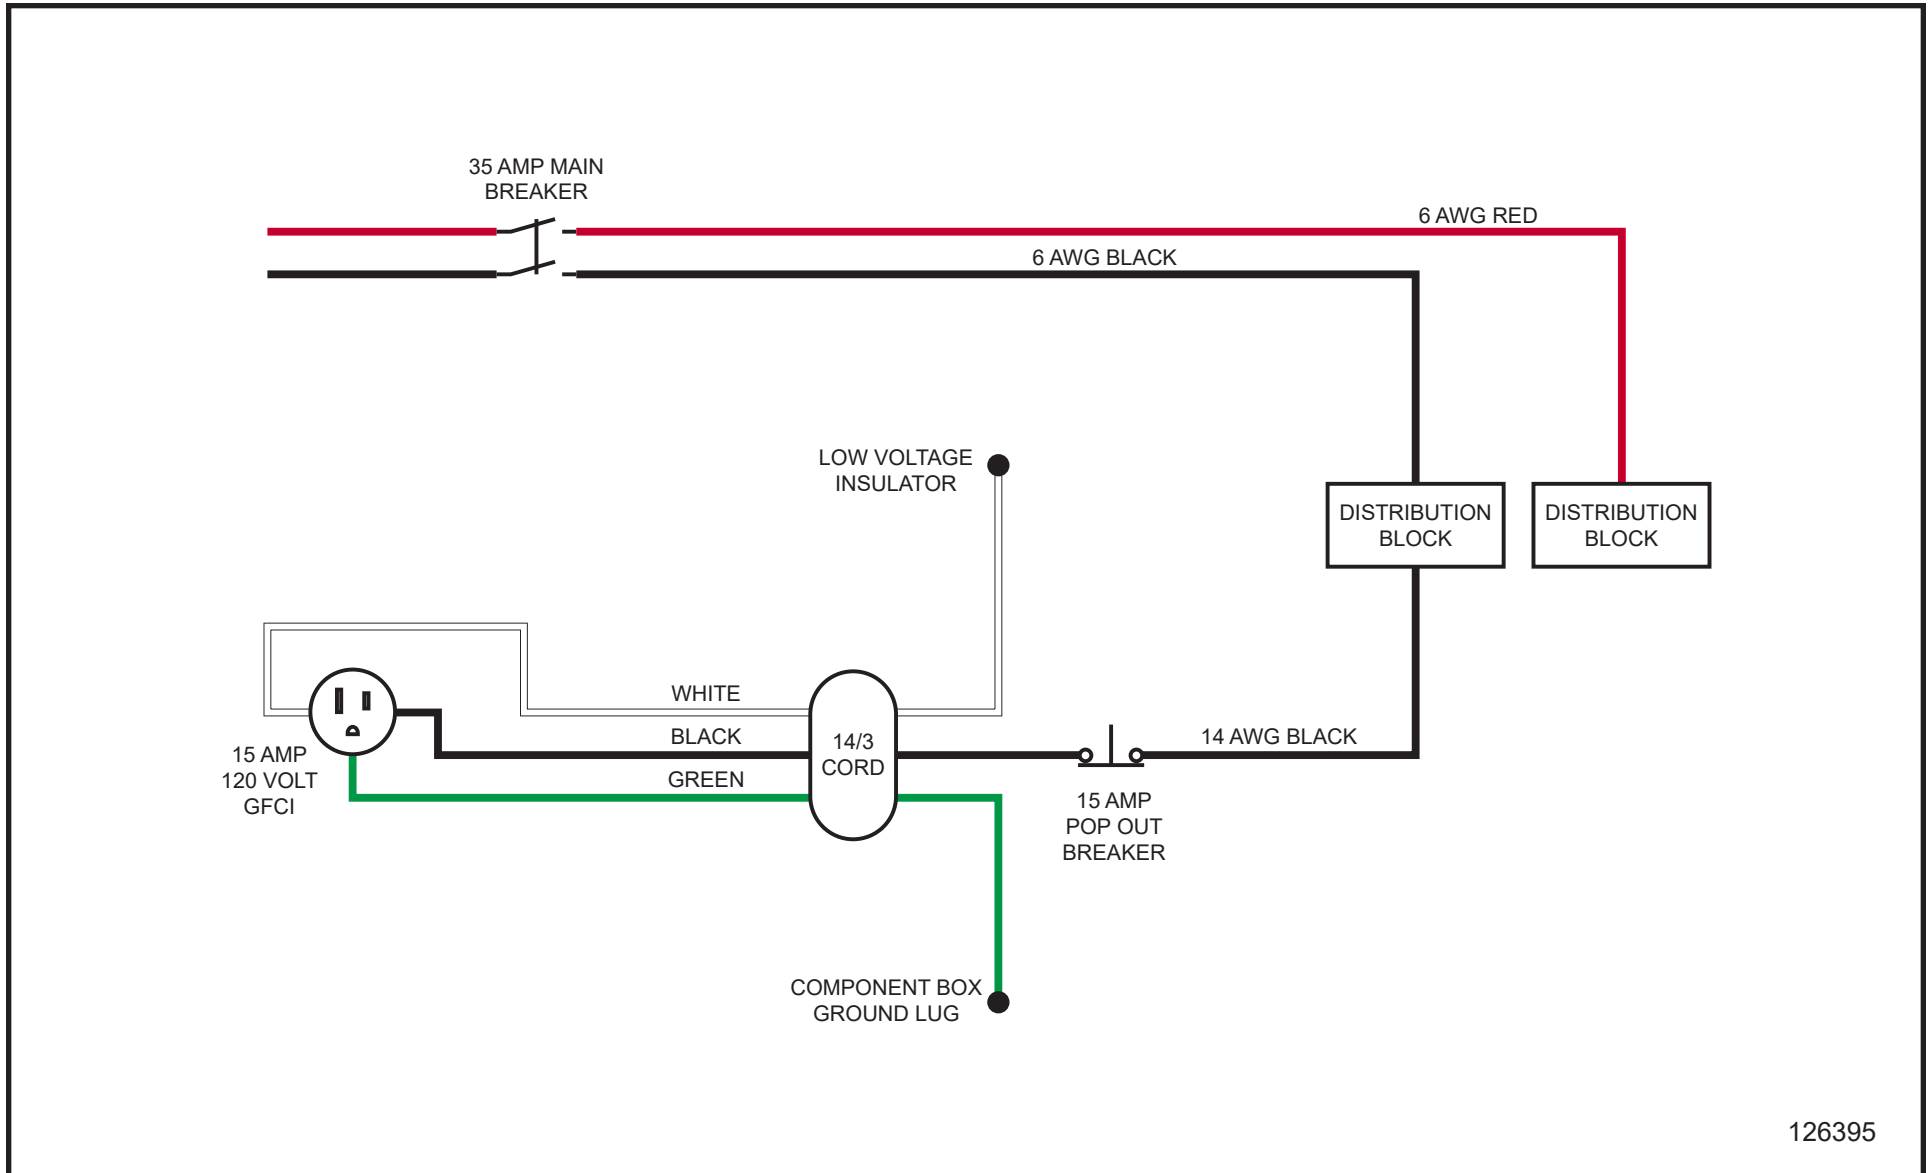 35 AMP MAIN
BREAKER
6 AWG RED
6 AWG BLACK
LOW VOLTAGE
INSULATOR
DISTRIBUTION
BLOCK
DISTRIBUTION
BLOCK
WHITE
BLACK
GREEN
14/3
CORD
14 AWG BLACK
15 AMP
120 VOLT
GFCI
15 AMP
POP OUT
BREAKER
COMPONENT BOX
GROUND LUG
126395